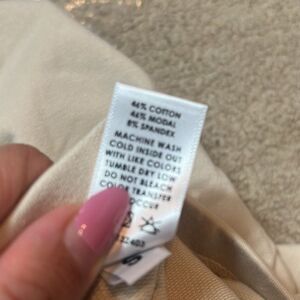 46% COTTON
46% MODAL
8% SPANDEX
MACHINE WASH
COLD INSIDE OUT
WITH LIKE COLORS
TUMBLE DRY LOW
DO NOT BLEACH
COLOR TRANSFER
OCCUR